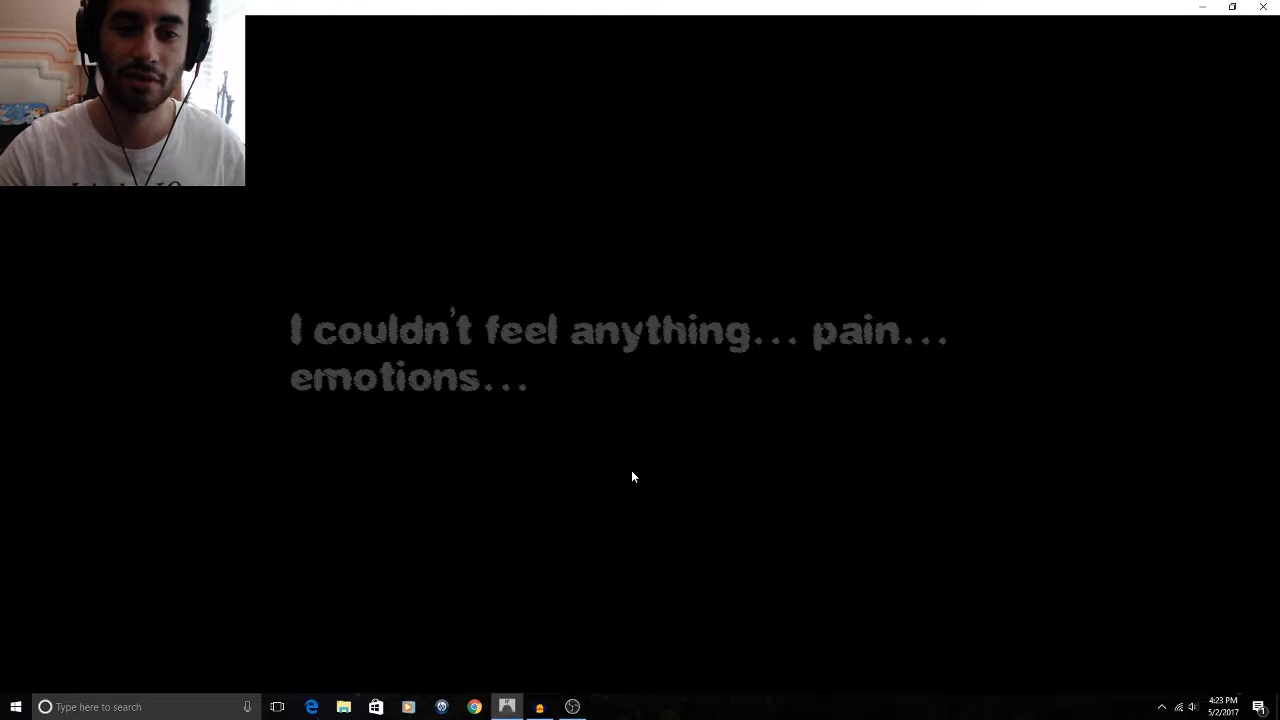 I couldn't feel anything... pain...
emotions...
Type here to search
4:23 PM
5/2/2017